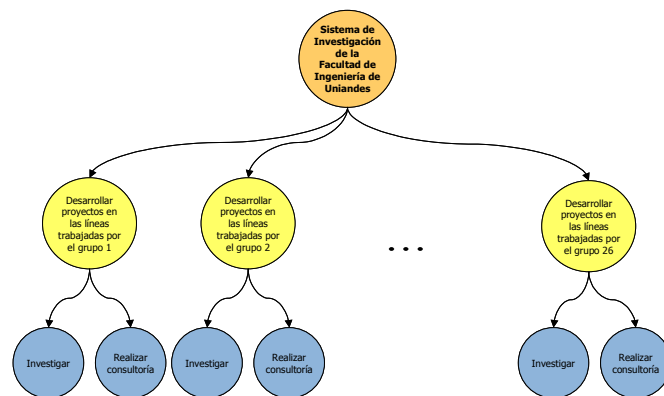 Sistema de
Investigación
de la
Facultad de
Ingeniería de
Uniandes
Desarrollar
proyectos en
las líneas
trabajadas por
el grupo 1
Desarrollar
proyectos en
las líneas
trabajadas por
el grupo 2
. . .
Desarrollar
proyectos en
las líneas
trabajadas por
el grupo 26
Investigar
Realizar
consultoría
Investigar
Realizar
consultoría
Investigar
Realizar
consultoría